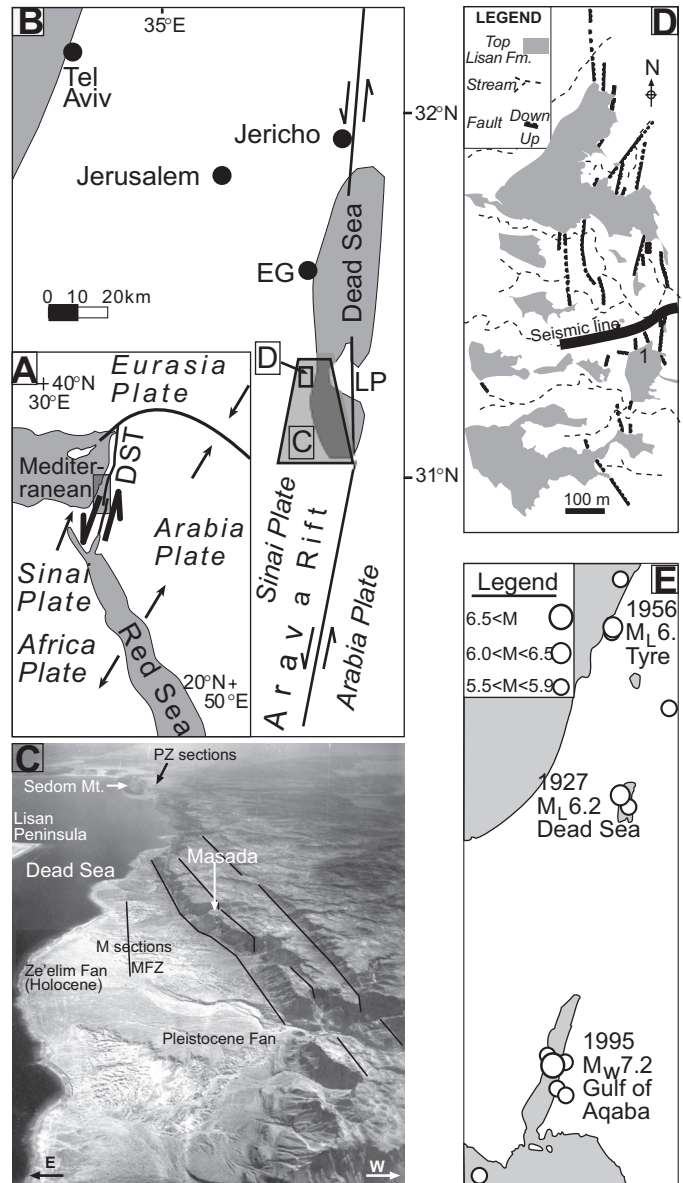 B
35°E
Tel
Aviv
32°N
Jericho
Jerusalem
Dead Sea
EG
0 10 20km
D
LP
C
31°N
Sinai Plate
Arava Rift
Arabia Plate
A
+40°N
30°E
Eurasia
Plate
Mediter-
ranean
DST
Arabia
Plate
Sinai
Plate
Africa
Plate
Red Sea
20°N+
50°E
LEGEND
Top
Lisan Fm.
Stream
Fault
Down
Up
D
N
Seismic line
1
100 m
C
PZ sections
Sedom Mt.
Lisan
Peninsula
Dead Sea
Masada
M sections
MFZ
Ze'elim Fan
(Holocene)
Pleistocene Fan
E
W
Legend
6.5<M
6.0<M<6.5
5.5<M<5.9
E
1956
ML6.
Tyre
1927
ML6.2
Dead Sea
1995
MW7.2
Gulf of
Aqaba